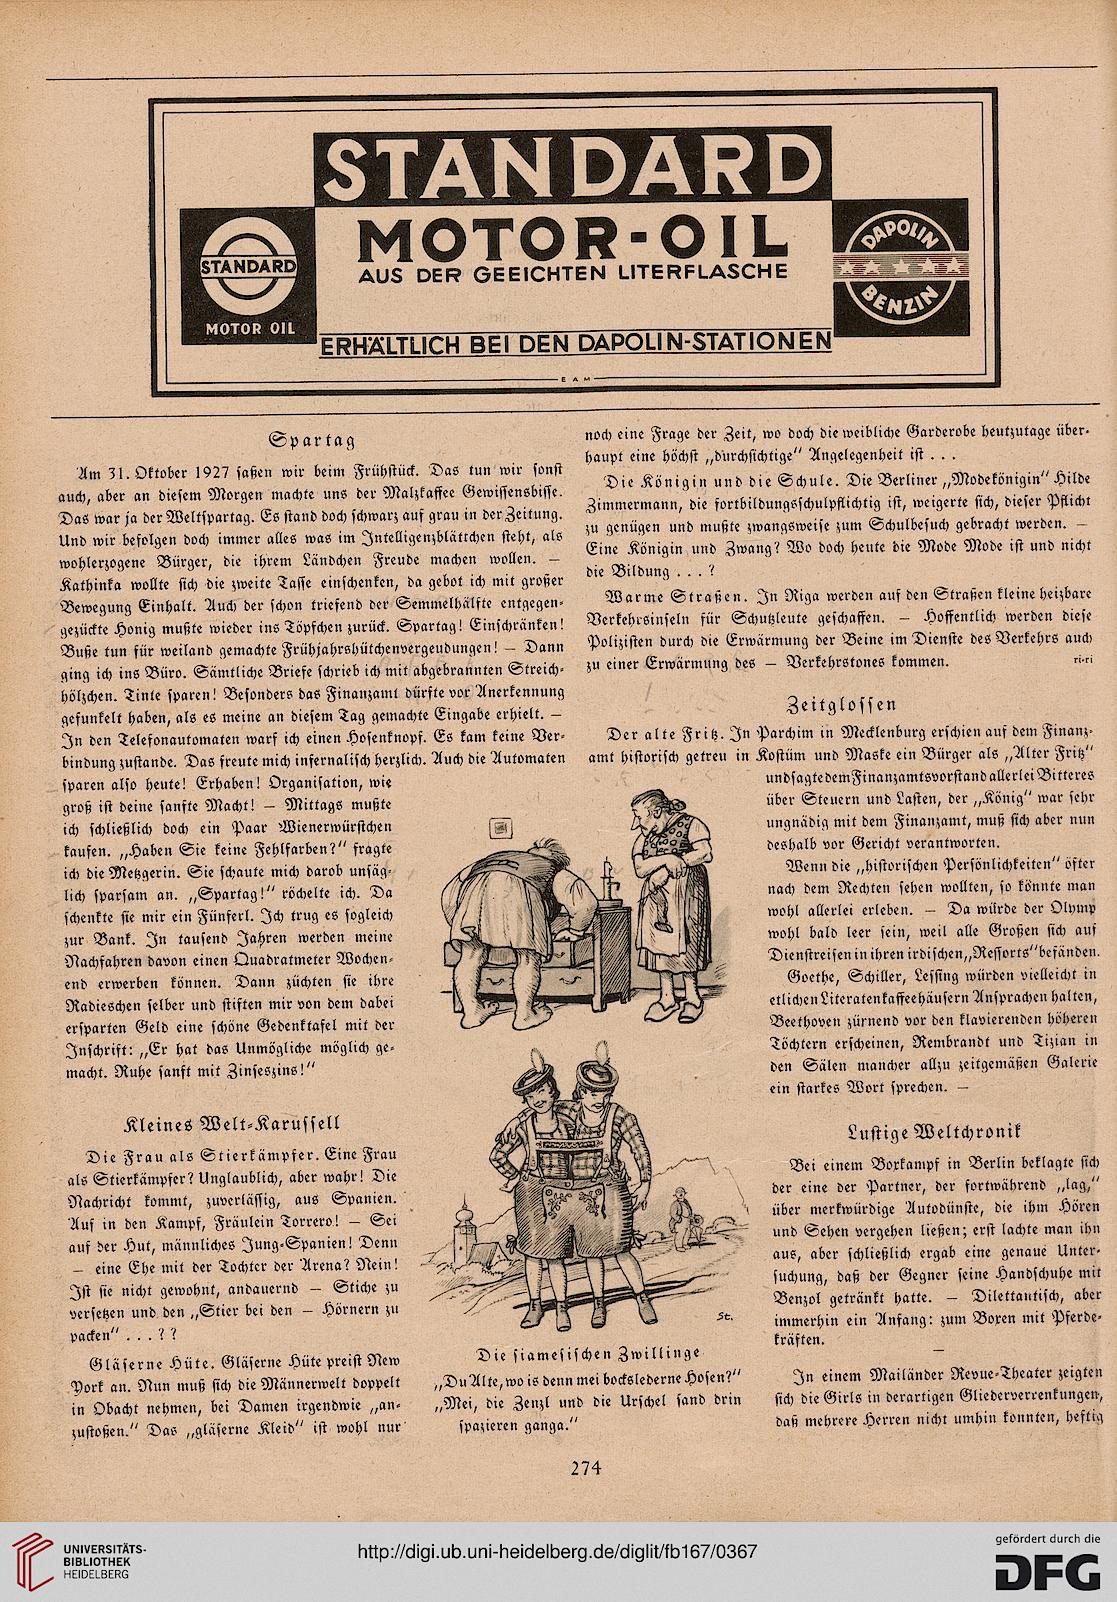 STANDARD
MOTOR-OIL
AUS DER GEEICHTEN LITERFLASCHE
STANDARD
MOTOR OIL
DAPOLIN
BENZIN
ERHÄLTLICH BEI DEN DAPOLIN-STATIONEN
E A M
Spartag
Am 31. Oktober 1927 saßen wir beim Frühstück. Das tun wir sonst
auch, aber an diesem Morgen machte uns der Malzkaffee Gewissensbisse.
Das war ja der Weltspartag. Es stand doch schwarz auf grau in der Zeitung.
Und wir befolgen doch immer alles was im Intelligenzblättchen steht, als
wohlerzogene Bürger, die ihrem Ländchen Freude machen wollen. —
Kathinka wollte sich die zweite Tasse einschenken, da gebot ich mit großer
Bewegung Einhalt. Auch der schon triefend der Semmelhälfte entgegen-
gezückte Honig mußte wieder ins Töpfchen zurück. Spartag! Einschränken!
Buße tun für weiland gemachte Frühjahrshütchenvergeudungen! — Dann
ging ich ins Büro. Sämtliche Briefe schrieb ich mit abgebrannten Streich-
hölzchen. Tinte sparen! Besonders das Finanzamt dürfte vor Anerkennung
gefunkelt haben, als es meine an diesem Tag gemachte Eingabe erhielt. —
In den Telefonautomaten warf ich einen Hosenknopf. Es kam keine Ver-
bindung zustande. Das freute mich infernalisch herzlich. Auch die Automaten
sparen also heute! Erhaben! Organisation, wie
groß ist deine sanfte Macht! — Mittags mußte
ich schließlich doch ein Paar Wienerwürstchen
kaufen. „Haben Sie keine Fehlfarben?" fragte
ich die Metzgerin. Sie schaute mich darob unsäg-
lich sparsam an. „Spartag!" röchelte ich. Da
schenkte sie mir ein Fünferl. Ich trug es sogleich
zur Bank. In tausend Jahren werden meine
Nachfahren davon einen Quadratmeter Wochen-
end erwerben können. Dann züchten sie ihre
Radieschen selber und stiften mir von dem dabei
ersparten Geld eine schöne Gedenktafel mit der
Inschrift: „Er hat das Unmögliche möglich ge-
macht. Ruhe sanft mit Zinseszins!"
Kleines Welt-Karussell
Die Frau als Stierkämpfer. Eine Frau
als Stierkämpfer? Unglaublich, aber wahr! Die
Nachricht kommt, zuverlässig, aus Spanien.
Auf in den Kampf, Fräulein Torrero! — Sei
auf der Hut, männliches Jung-Spanien! Denn
— eine Ehe mit der Tochter der Arena? Nein!
Ist sie nicht gewohnt, andauernd — Stiche zu
versetzen und den „Stier bei den — Hörnern zu
packen" . . . ? ?
Gläserne Hüte. Gläserne Hüte preist New
York an. Nun muß sich die Männerwelt doppelt
in Obacht nehmen, bei Damen irgendwie „an-
zustoßen." Das „gläserne Kleid" ist wohl nur
noch eine Frage der Zeit, wo doch die weibliche Garderobe heutzutage über-
haupt eine höchst „durchsichtige" Angelegenheit ist . . .
Die Königin und die Schule. Die Berliner „Modekönigin" Hilde
Zimmermann, die fortbildungsschulpflichtig ist, weigerte sich, dieser Pflicht
zu genügen und mußte zwangsweise zum Schulbesuch gebracht werden. —
Eine Königin und Zwang? Wo doch heute die Mode Mode ist und nicht
die Bildung . . . ?
Warme Straßen. In Riga werden auf den Straßen kleine heizbare
Verkehrsinseln für Schutzleute geschaffen. — Hoffentlich werden diese
Polizisten durch die Erwärmung der Beine im Dienste des Verkehrs auch
zu einer Erwärmung des — Verkehrstones kommen. ri-ri
Zeitglossen
Der alte Fritz. In Parchim in Mecklenburg erschien auf dem Finanz-
amt historisch getreu in Kostüm und Maske ein Bürger als „Alter Fritz"
und sagte dem Finanzamtsvorstand allerlei Bitteres
über Steuern und Lasten, der „König" war sehr
ungnädig mit dem Finanzamt, muß sich aber nun
deshalb vor Gericht verantworten.
Wenn die „historischen Persönlichkeiten" öfter
nach dem Rechten sehen wollten, so könnte man
wohl allerlei erleben. — Da würde der Olymp
wohl bald leer sein, weil alle Großen sich auf
Dienstreisen in ihren irdischen „Ressorts" befänden.
Goethe, Schiller, Lessing würden vielleicht in
etlichen Literatenkaffeehäusern Ansprachen halten,
Beethoven zürnend vor den klavierenden höheren
Töchtern erscheinen, Rembrandt und Tizian in
den Sälen mancher allzu zeitgemäßen Galerie
ein starkes Wort sprechen. —
Lustige Weltchronik
Bei einem Boxkampf in Berlin beklagte sich
der eine der Partner, der fortwährend „lag,"
über merkwürdige Autodünste, die ihm Hören
und Sehen vergehen ließen; erst lachte man ihn
aus, aber schließlich ergab eine genaue Unter-
suchung, daß der Gegner seine Handschuhe mit
Benzol getränkt hatte. — Dilettantisch, aber
immerhin ein Anfang: zum Boxen mit Pferde-
kräften.
—
In einem Mailänder Revue-Theater zeigten
sich die Girls in derartigen Gliederverrenkungen,
daß mehrere Herren nicht umhin konnten, heftig
St.
Die siamesischen Zwillinge
„Du Alte, wo is denn mei bockslederne Hosen?"
„Mei, die Zenzl und die Urschel sand drin
spazieren ganga."
274
UNIVERSITÄTS-
BIBLIOTHEK
HEIDELBERG
http://digi.ub.uni-heidelberg.de/diglit/fb167/0367
gefördert durch die
DFG